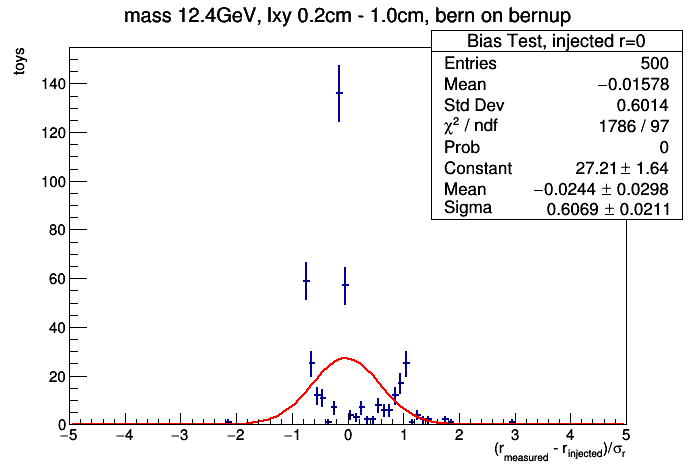 mass 12.4GeV, lxy 0.2cm - 1.0cm, bern on bernup
Bias Test, injected r=0
Entries 500
Mean −0.01578
Std Dev 0.6014
χ² / ndf 1786 / 97
Prob 0
Constant 27.21 ± 1.64
Mean −0.0244 ± 0.0298
Sigma 0.6069 ± 0.0211
toys
140
120
100
80
60
40
20
0
−5 −4 −3 −2 −1 0 1 2 3 4 5
(r_measured - r_injected)/σ_r